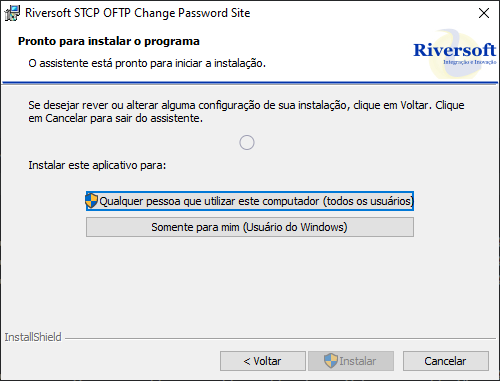 Riversoft STCP OFTP Change Password Site
Pronto para instalar o programa
O assistente está pronto para iniciar a instalação.
Riversoft
Integração e Inovação
Se desejar rever ou alterar alguma configuração de sua instalação, clique em Voltar. Clique
em Cancelar para sair do assistente.
Instalar este aplicativo para:
Qualquer pessoa que utilizar este computador (todos os usuários)
Somente para mim (Usuário do Windows)
InstallShield
< Voltar
Instalar
Cancelar